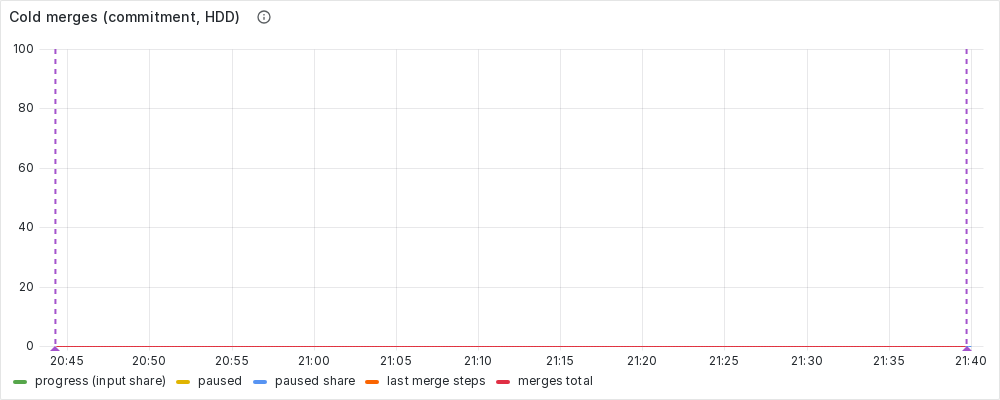 Cold merges (commitment, HDD)
100
80
60
40
20
0
20:45 20:50 20:55 21:00 21:05 21:10 21:15 21:20 21:25 21:30 21:35 21:40
progress (input share) paused paused share last merge steps merges total